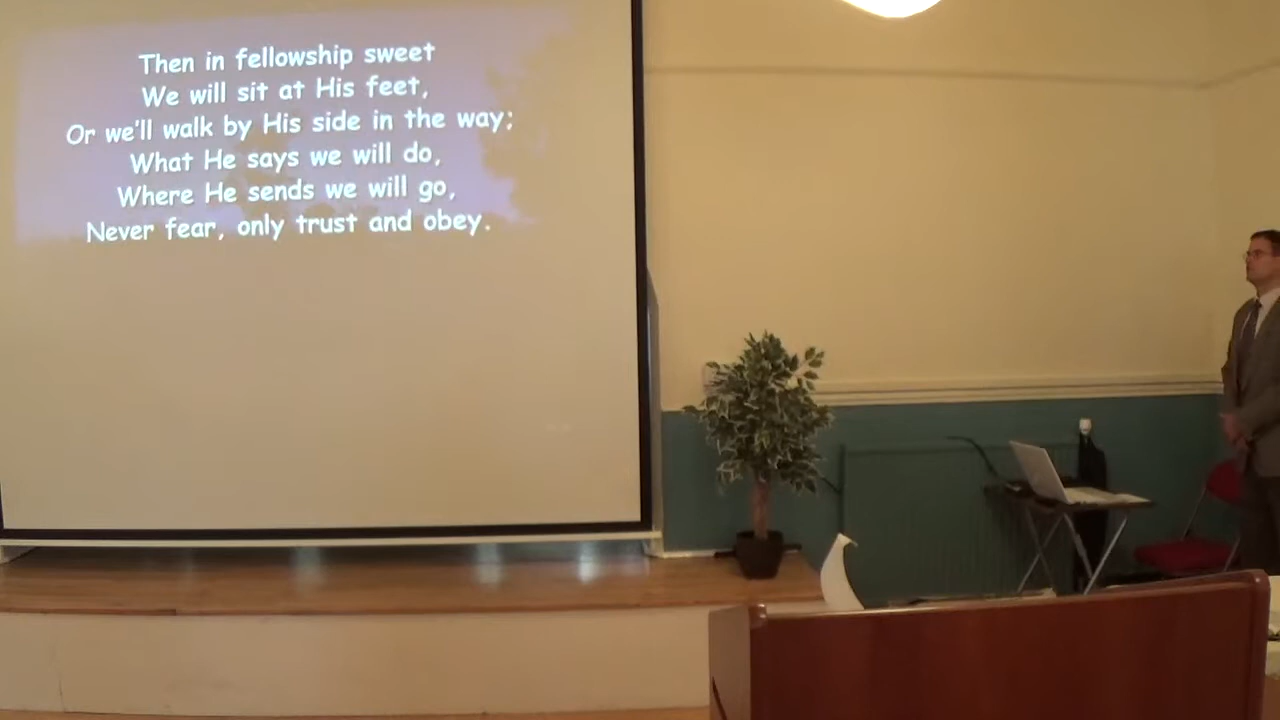 Then in fellowship sweet
We will sit at His feet,
Or we'll walk by His side in the way;
What He says we will do,
Where He sends we will go,
Never fear, only trust and obey.